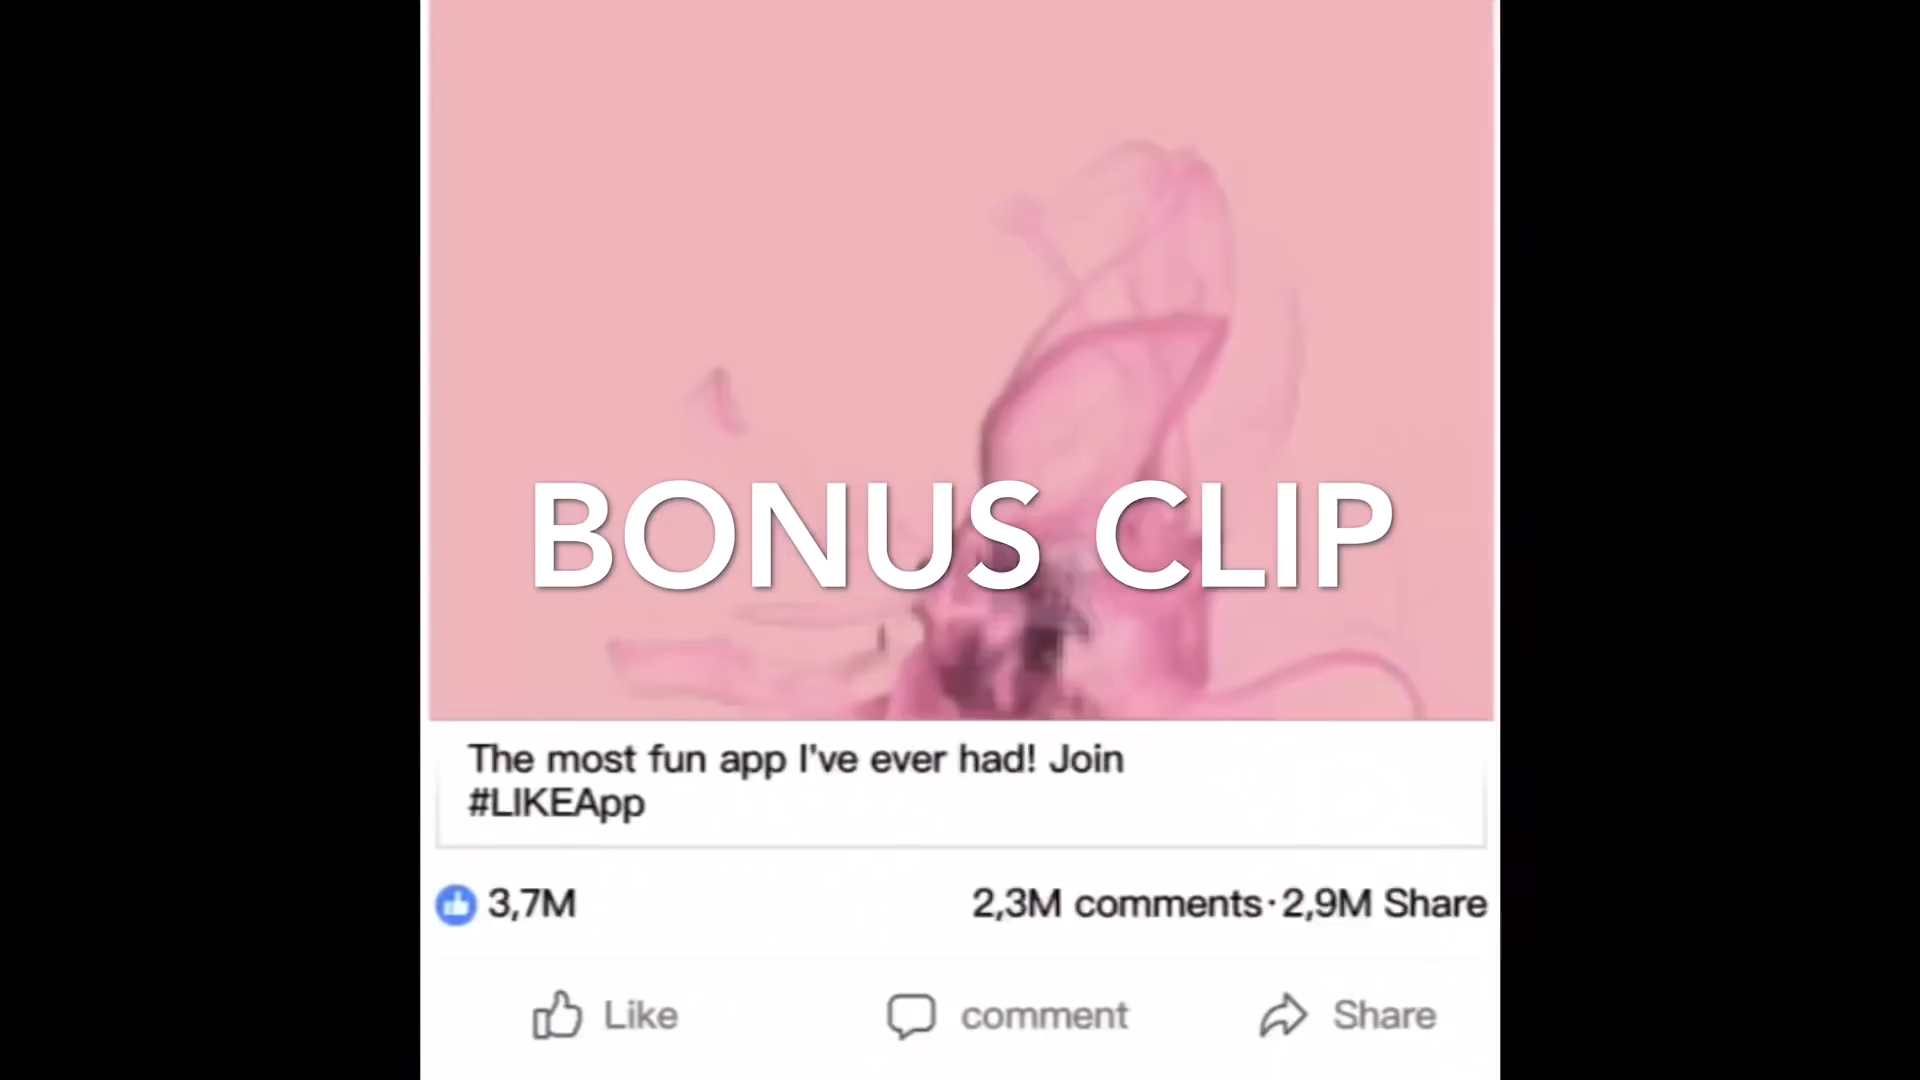 BONUS CLIP
The most fun app I've ever had! Join
#LIKEApp
3,7M
2,3M comments·2,9M Share
Like
comment
Share